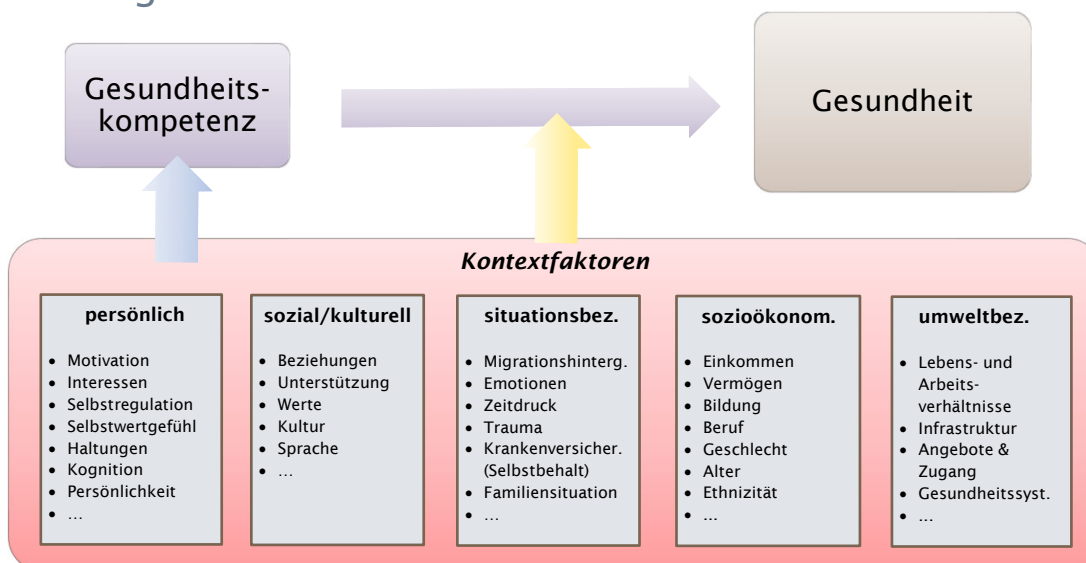 Gesundheits-
kompetenz
Gesundheit
Kontextfaktoren
persönlich
• Motivation
• Interessen
• Selbstregulation
• Selbstwertgefühl
• Haltungen
• Kognition
• Persönlichkeit
• ...
sozial/kulturell
• Beziehungen
• Unterstützung
• Werte
• Kultur
• Sprache
• ...
situationsbez.
• Migrationshinterg.
• Emotionen
• Zeitdruck
• Trauma
• Krankenversicher.
(Selbstbehalt)
• Familiensituation
• ...
sozioökonom.
• Einkommen
• Vermögen
• Bildung
• Beruf
• Geschlecht
• Alter
• Ethnizität
• ...
umweltbez.
• Lebens- und
Arbeits-
verhältnisse
• Infrastruktur
• Angebote &
Zugang
• Gesundheitssyst.
• ...